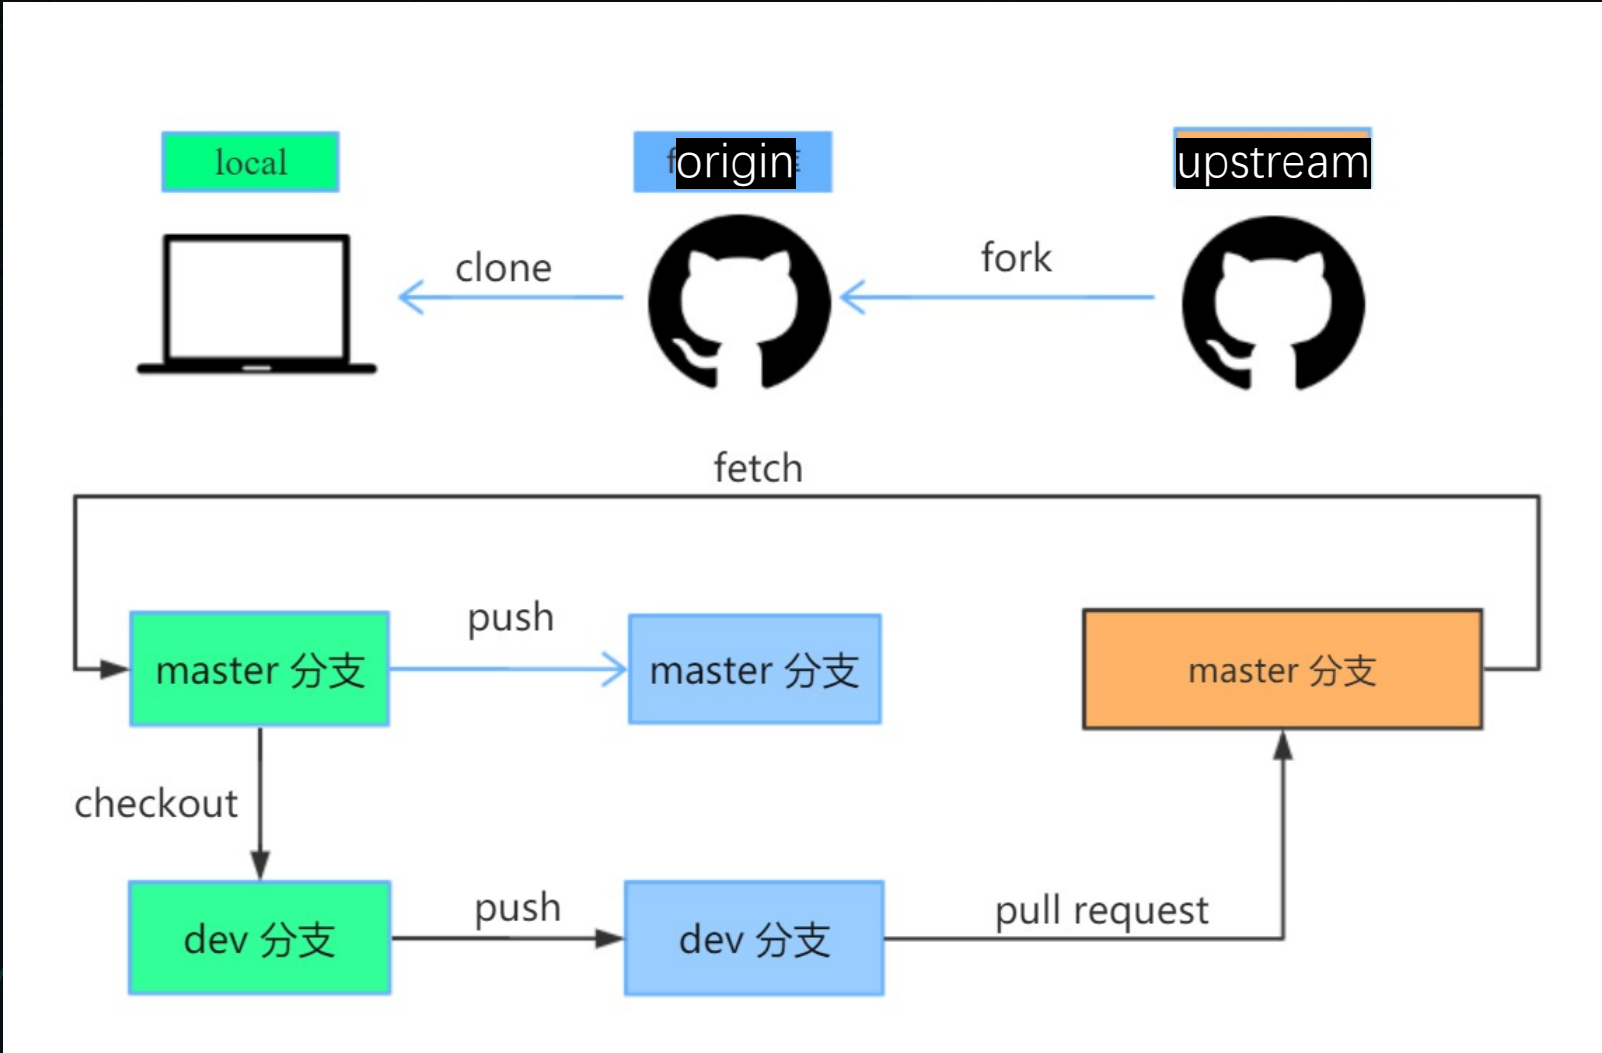 local
origin
upstream
clone
fork
fetch
push
master 分支
master 分支
master 分支
checkout
push
pull request
dev 分支
dev 分支